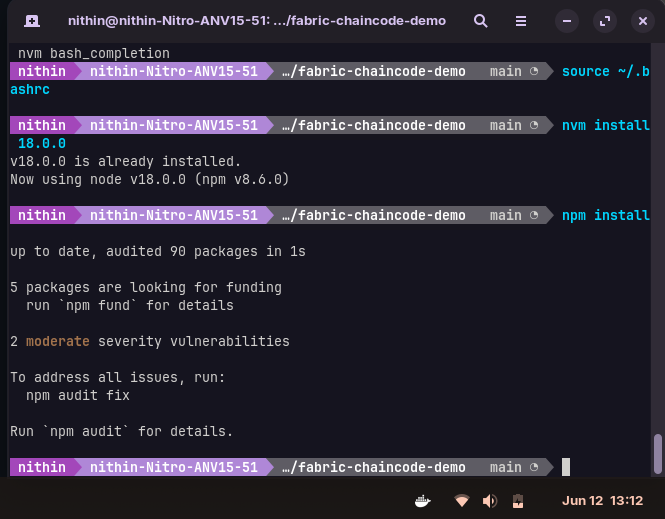 nithin@nithin-Nitro-ANV15-51: .../fabric-chaincode-demo
nvm bash_completion
nithin nithin-Nitro-ANV15-51 …/fabric-chaincode-demo main source ~/.b
ashrc
nithin nithin-Nitro-ANV15-51 …/fabric-chaincode-demo main nvm install
18.0.0
v18.0.0 is already installed.
Now using node v18.0.0 (npm v8.6.0)
nithin nithin-Nitro-ANV15-51 …/fabric-chaincode-demo main npm install
up to date, audited 90 packages in 1s
5 packages are looking for funding
run `npm fund` for details
2 moderate severity vulnerabilities
To address all issues, run:
npm audit fix
Run `npm audit` for details.
nithin nithin-Nitro-ANV15-51 …/fabric-chaincode-demo main
Jun 12 13:12